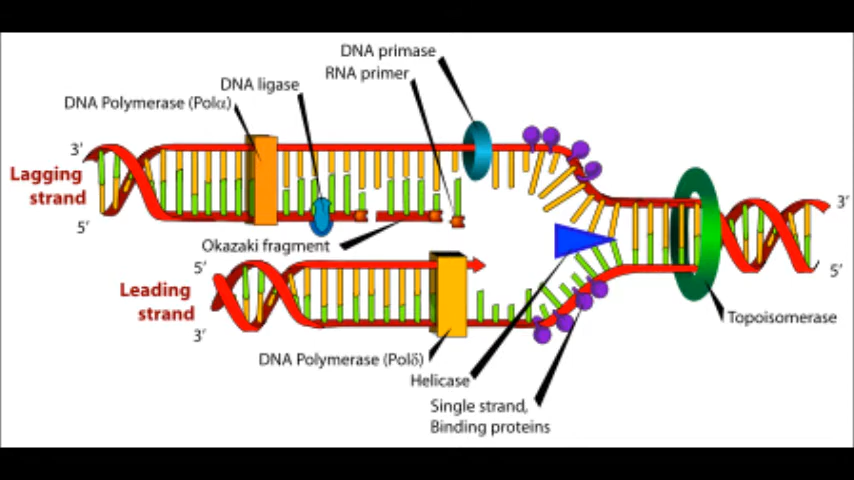 DNA primase
RNA primer
DNA ligase
DNA Polymerase (Polα)
3′
Lagging
strand
5′
3′
Okazaki fragment
5′
5′
Leading
strand
3′
Topoisomerase
DNA Polymerase (Polδ)
Helicase
Single strand,
Binding proteins